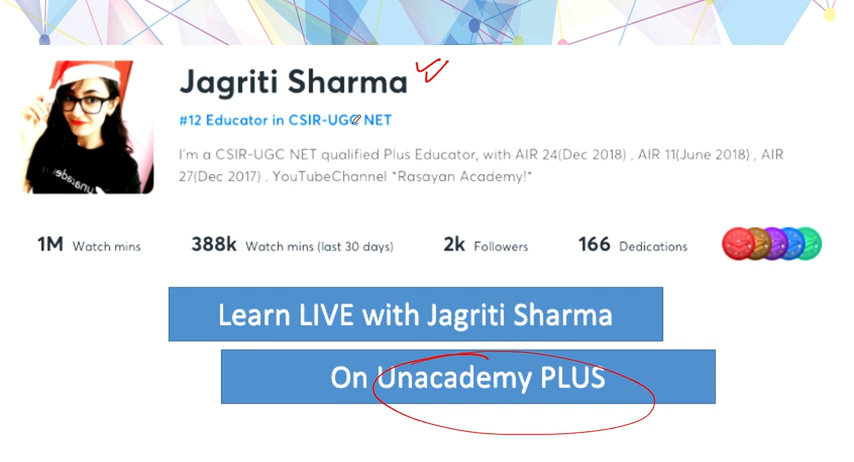 Jagriti Sharma
#12 Educator in CSIR-UGC NET
I'm a CSIR-UGC NET qualified Plus Educator, with AIR 24(Dec 2018) , AIR 11(June 2018) , AIR
27(Dec 2017) . YouTubeChannel *Rasayan Academy!*
1M Watch mins 388k Watch mins (last 30 days) 2k Followers 166 Dedications
Learn LIVE with Jagriti Sharma
On Unacademy PLUS